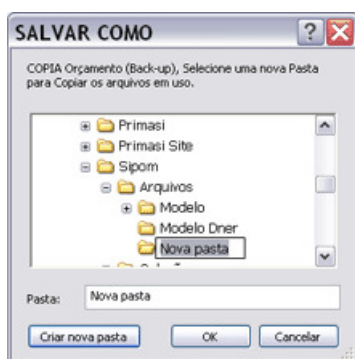 SALVAR COMO
COPIA Orçamento (Back-up), Selecione uma nova Pasta
para Copiar os arquivos em uso.
Primasi
Primasi Site
Sipom
Arquivos
Modelo
Modelo Dner
Nova pasta
Pasta: Nova pasta
Criar nova pasta OK Cancelar